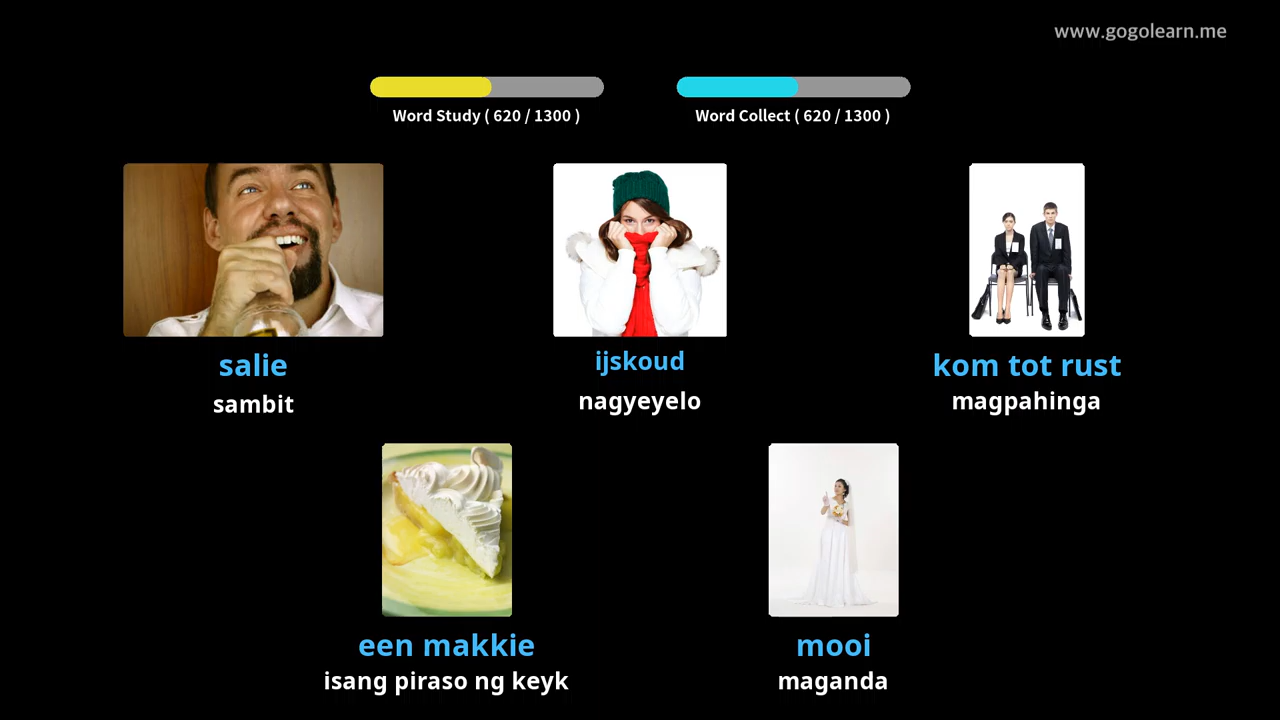 www.gogolearn.me
Word Study ( 620 / 1300 )
Word Collect ( 620 / 1300 )
salie
sambit
ijskoud
nagyeyelo
kom tot rust
magpahinga
een makkie
isang piraso ng keyk
mooi
maganda